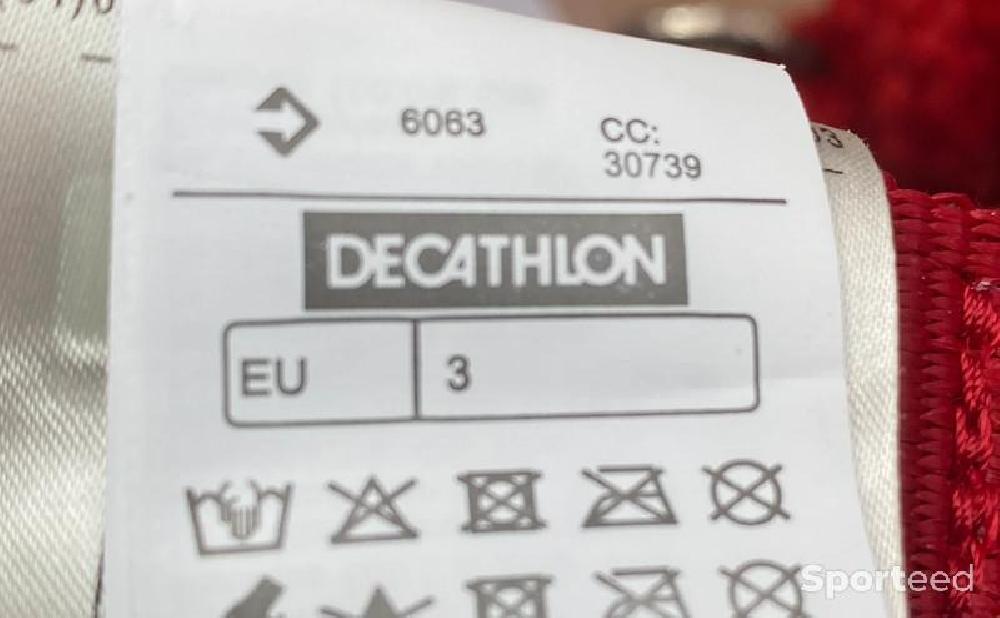 6063
CC:
30739
DECATHLON
EU 3
Sporteed